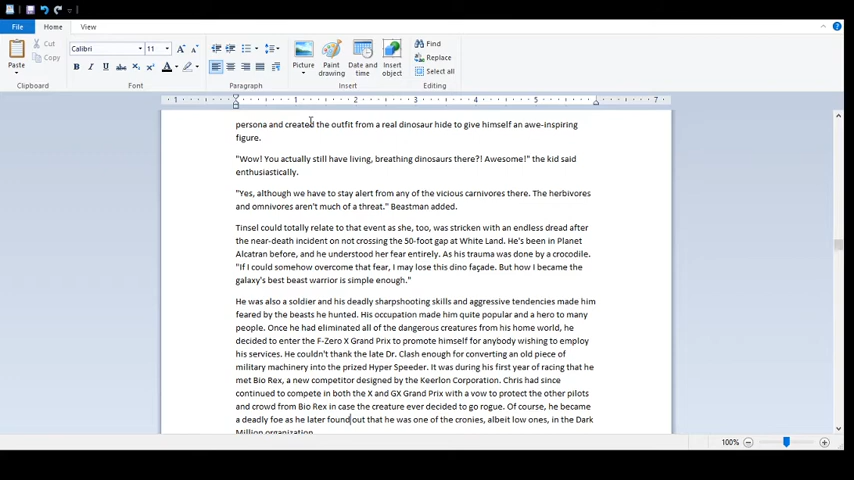 File
Home
View
Cut
Copy
Paste
Clipboard
Calibri
11
Font
Paragraph
Picture
Paint drawing
Date and time
Insert object
Insert
Find
Replace
Select all
Editing
1 1 2 3 4 5 7
persona and created the outfit from a real dinosaur hide to give himself an awe-inspiring
figure.
"Wow! You actually still have living, breathing dinosaurs there?! Awesome!" the kid said
enthusiastically.
"Yes, although we have to stay alert from any of the vicious carnivores there. The herbivores
and omnivores aren't much of a threat." Beastman added.
Tinsel could totally relate to that event as she, too, was stricken with an endless dread after
the near-death incident on not crossing the 50-foot gap at White Land. He's been in Planet
Alcatran before, and he understood her fear entirely. As his trauma was done by a crocodile.
"If I could somehow overcome that fear, I may lose this dino façade. But how I became the
galaxy's best beast warrior is simple enough."
He was also a soldier and his deadly sharpshooting skills and aggressive tendencies made him
feared by the beasts he hunted. His occupation made him quite popular and a hero to many
people. Once he had eliminated all of the dangerous creatures from his home world, he
decided to enter the F-Zero X Grand Prix to promote himself for anybody wishing to employ
his services. He couldn't thank the late Dr. Clash enough for converting an old piece of
military machinery into the prized Hyper Speeder. It was during his first year of racing that he
met Bio Rex, a new competitor designed by the Keerlon Corporation. Chris had since
continued to compete in both the X and GX Grand Prix with a vow to protect the other pilots
and crowd from Bio Rex in case the creature ever decided to go rogue. Of course, he became
a deadly foe as he later found out that he was one of the cronies, albeit low ones, in the Dark
Million organization.
100%